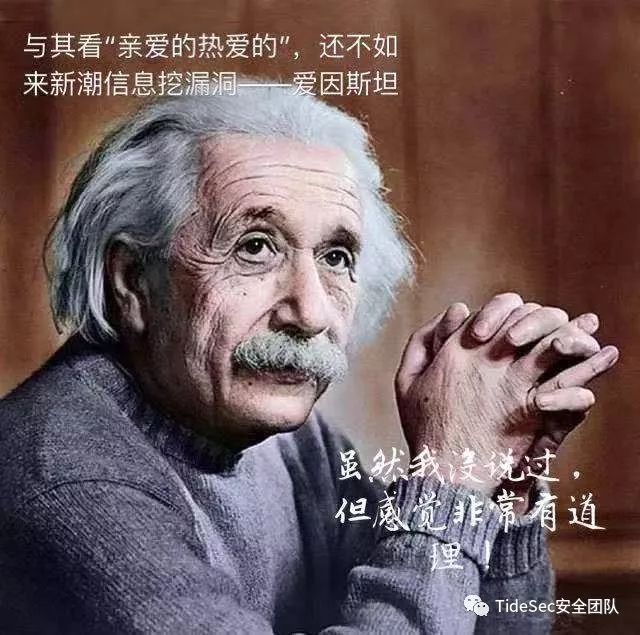 与其看“亲爱的热爱的”，还不如
来新潮信息挖漏洞——爱因斯坦
虽然我没说过，
但感觉非常有道
理！
TideSec安全团队